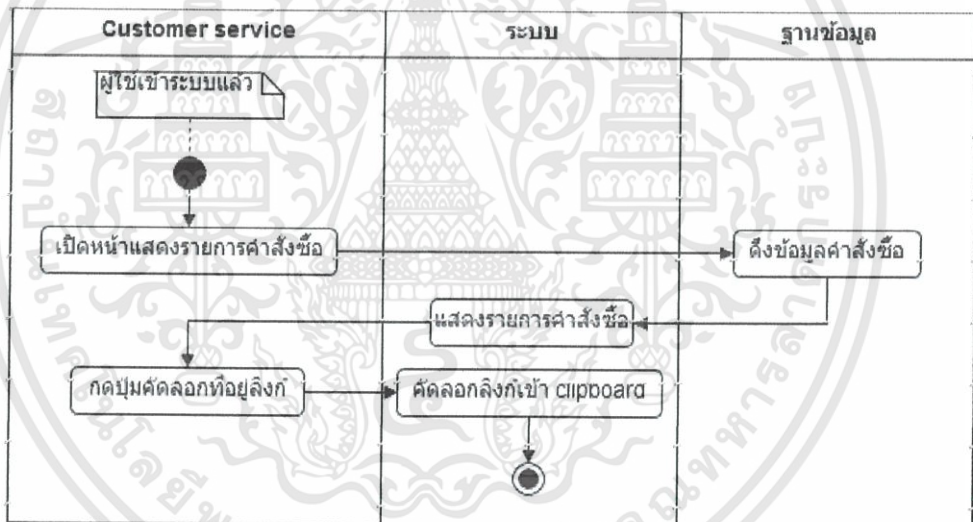 Customer service
ระบบ
ฐานข้อมูล
ผู้ใช้เข้าระบบแล้ว
เปิดหน้าแสดงรายการคำสั่งซื้อ
ดึงข้อมูลคำสั่งซื้อ
แสดงรายการคำสั่งซื้อ
กดปุ่มคัดลอกที่อยู่ลิงก์
คัดลอกลิงก์เข้า clipboard